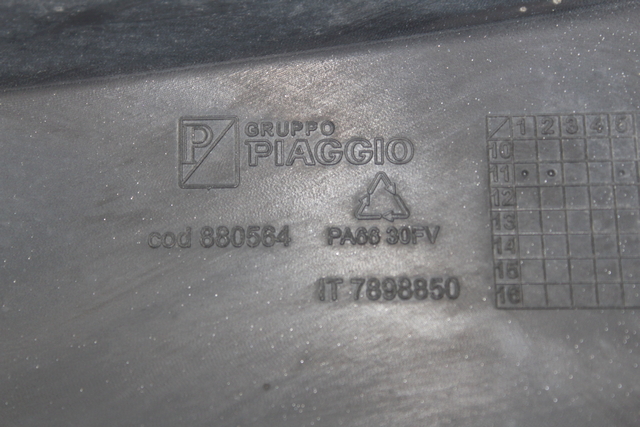 P
GRUPPO
PIAGGIO
cod 880564
PA66 30FV
IT 7898850
1 2 3 4 5
10
11
12
13
14
15
16